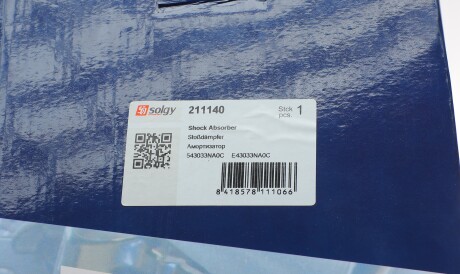 solgy 211140 Stck 1
pcs.
Shock Absorber
Stoßdämpfer
Амортизатор
543033NA0C E43033NA0C
8 418578 111066